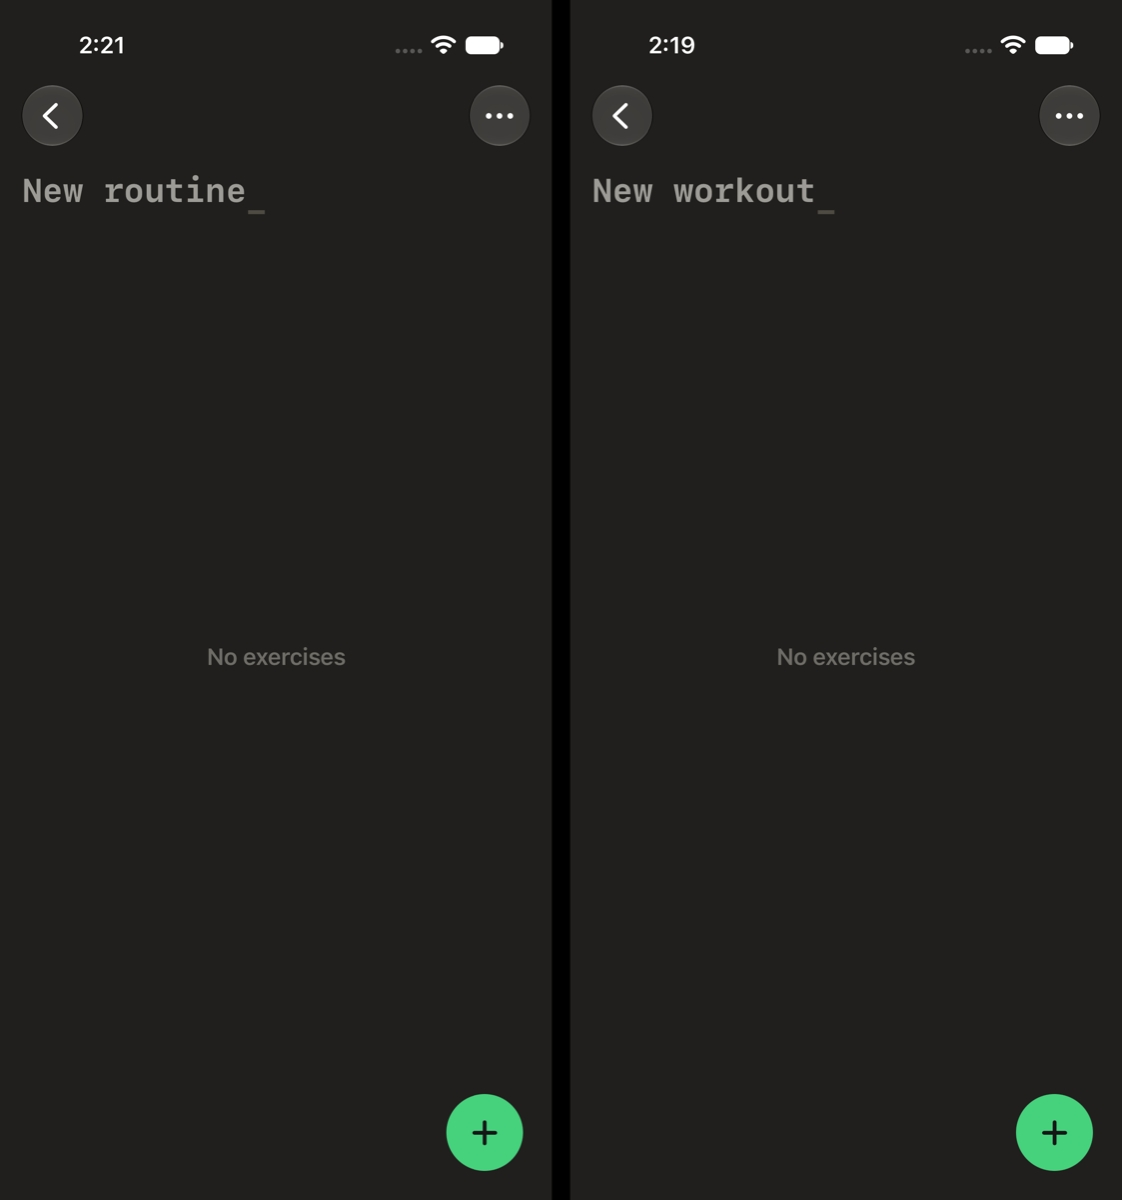 2:21
New routine_
No exercises
2:19
New workout_
No exercises